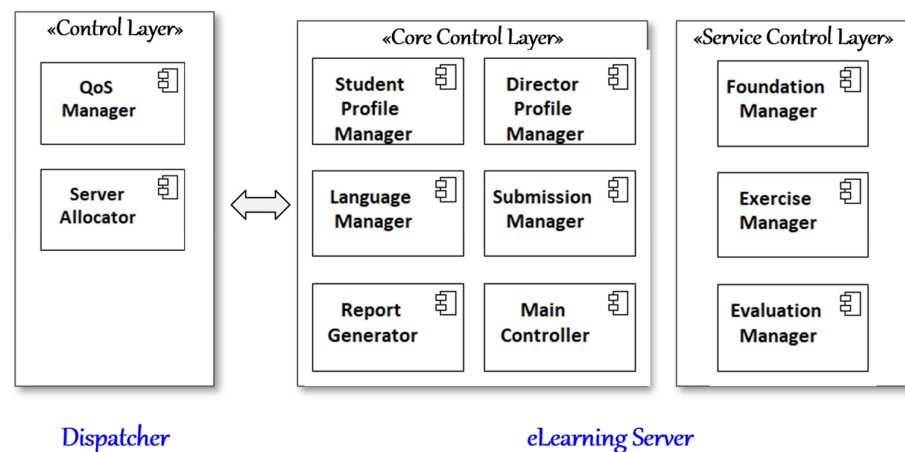 «Control Layer»
QoS
Manager
Server
Allocator
«Core Control Layer»
Student
Profile
Manager
Director
Profile
Manager
Language
Manager
Submission
Manager
Report
Generator
Main
Controller
«Service Control Layer»
Foundation
Manager
Exercise
Manager
Evaluation
Manager
Dispatcher
eLearning Server